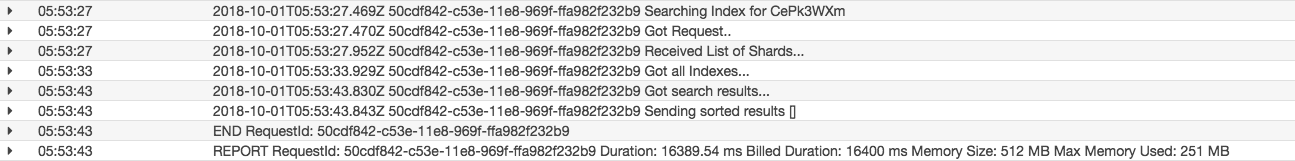 05:53:27 2018-10-01T05:53:27.469Z 50cdf842-c53e-11e8-969f-ffa982f232b9 Searching Index for CePk3WXm
05:53:27 2018-10-01T05:53:27.470Z 50cdf842-c53e-11e8-969f-ffa982f232b9 Got Request..
05:53:27 2018-10-01T05:53:27.952Z 50cdf842-c53e-11e8-969f-ffa982f232b9 Received List of Shards...
05:53:33 2018-10-01T05:53:33.929Z 50cdf842-c53e-11e8-969f-ffa982f232b9 Got all Indexes...
05:53:43 2018-10-01T05:53:43.830Z 50cdf842-c53e-11e8-969f-ffa982f232b9 Got search results...
05:53:43 2018-10-01T05:53:43.843Z 50cdf842-c53e-11e8-969f-ffa982f232b9 Sending sorted results []
05:53:43 END RequestId: 50cdf842-c53e-11e8-969f-ffa982f232b9
05:53:43 REPORT RequestId: 50cdf842-c53e-11e8-969f-ffa982f232b9 Duration: 16389.54 ms Billed Duration: 16400 ms Memory Size: 512 MB Max Memory Used: 251 MB